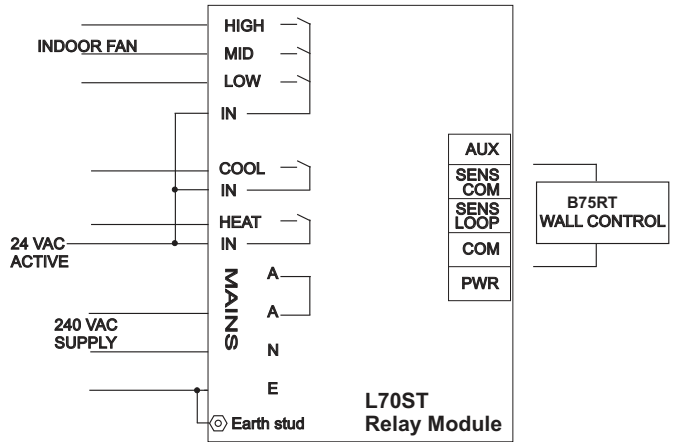 HIGH
INDOOR FAN
MID
LOW
IN
COOL
IN
HEAT
IN
24 VAC
ACTIVE
MAINS
A
A
N
E
240 VAC
SUPPLY
Earth stud
AUX
SENS
COM
SENS
LOOP
COM
PWR
B75RT
WALL CONTROL
L70ST
Relay Module